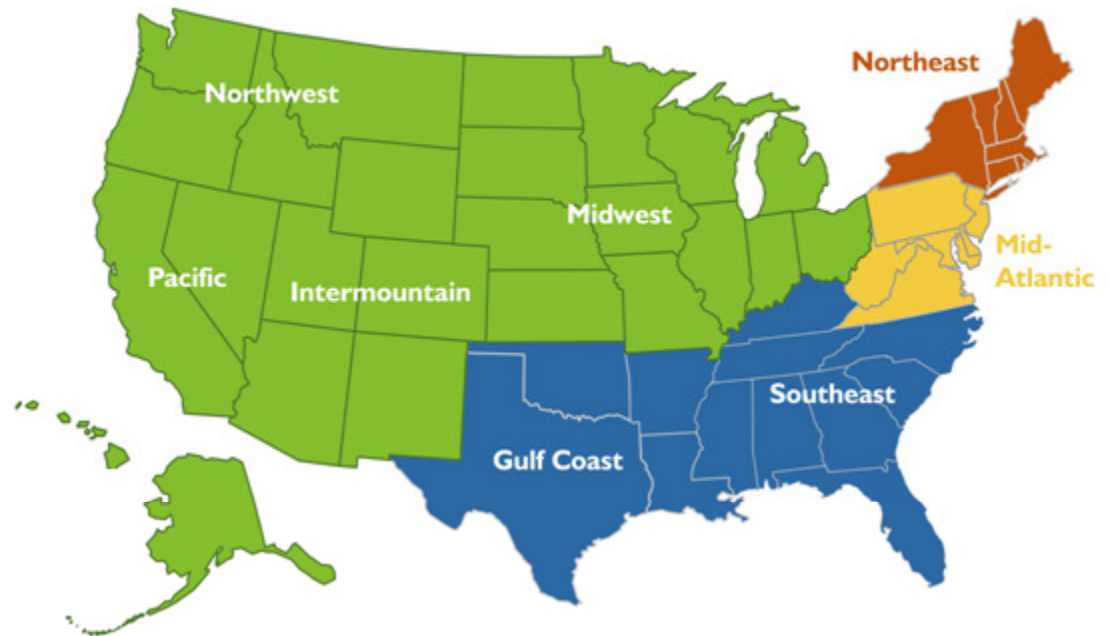 Northeast
Northwest
Midwest
Mid-
Atlantic
Pacific
Intermountain
Southeast
Gulf Coast